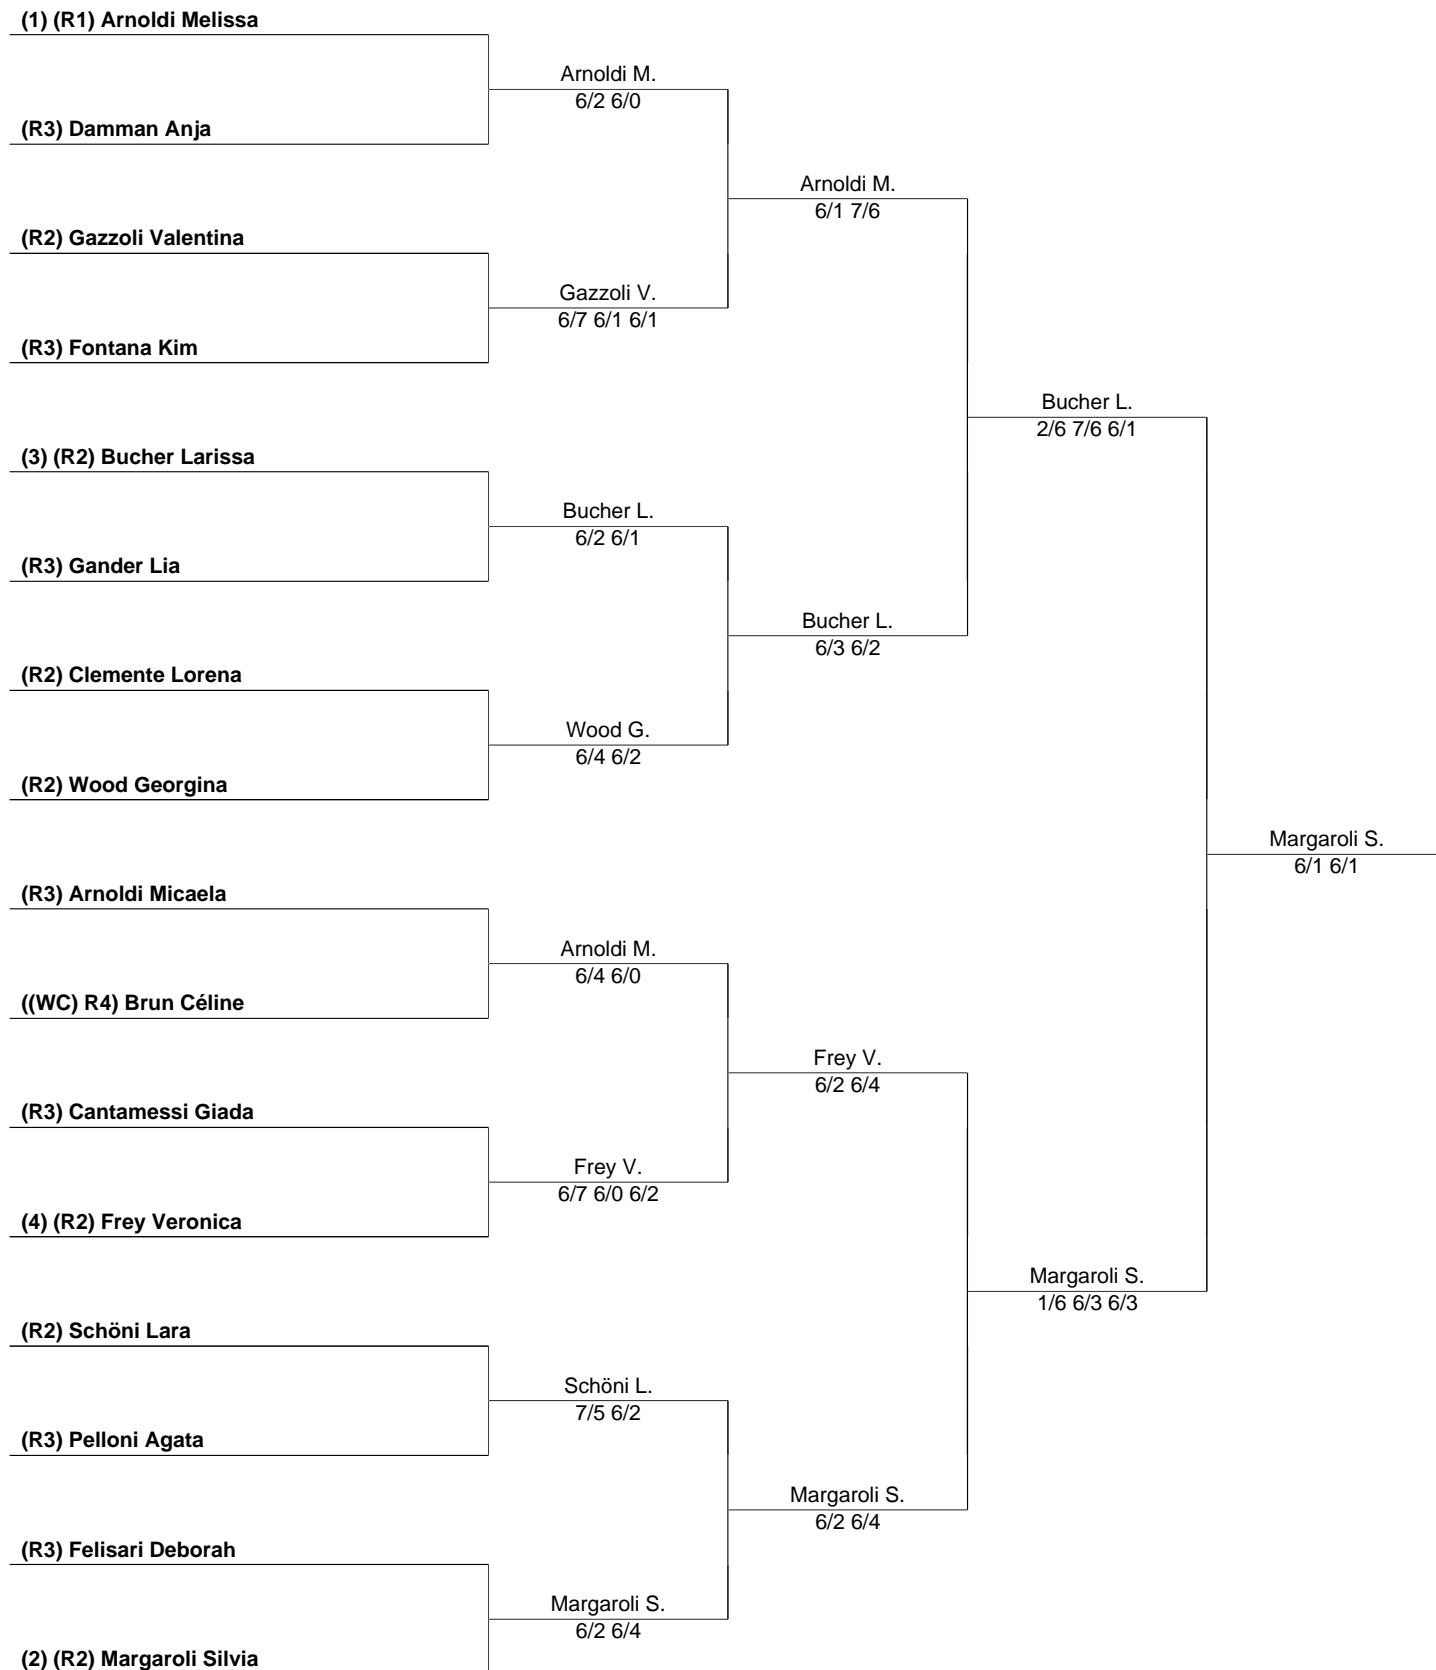 (1) (R1) Arnoldi Melissa
Arnoldi M.
6/2 6/0
(R3) Damman Anja
Arnoldi M.
6/1 7/6
(R2) Gazzoli Valentina
Gazzoli V.
6/7 6/1 6/1
(R3) Fontana Kim
Bucher L.
2/6 7/6 6/1
(3) (R2) Bucher Larissa
Bucher L.
6/2 6/1
(R3) Gander Lia
Bucher L.
6/3 6/2
(R2) Clemente Lorena
Wood G.
6/4 6/2
(R2) Wood Georgina
Margaroli S.
6/1 6/1
(R3) Arnoldi Micaela
Arnoldi M.
6/4 6/0
((WC) R4) Brun Céline
Frey V.
6/2 6/4
(R3) Cantamessi Giada
Frey V.
6/7 6/0 6/2
(4) (R2) Frey Veronica
Margaroli S.
1/6 6/3 6/3
(R2) Schöni Lara
Schöni L.
7/5 6/2
(R3) Pelloni Agata
Margaroli S.
6/2 6/4
(R3) Felisari Deborah
Margaroli S.
6/2 6/4
(2) (R2) Margaroli Silvia